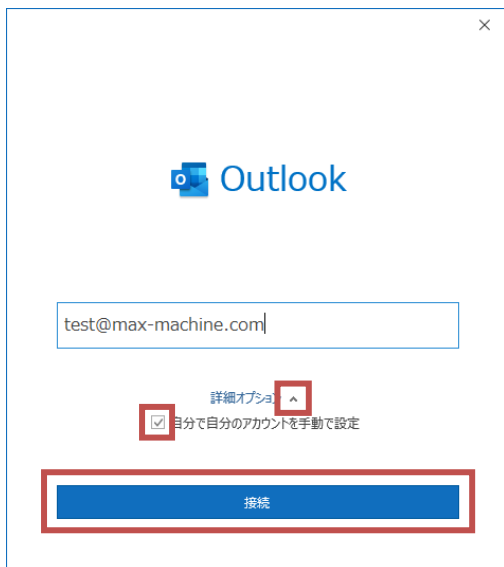 Outlook
test@max-machine.com
詳細オプション
自分で自分のアカウントを手動で設定
接続